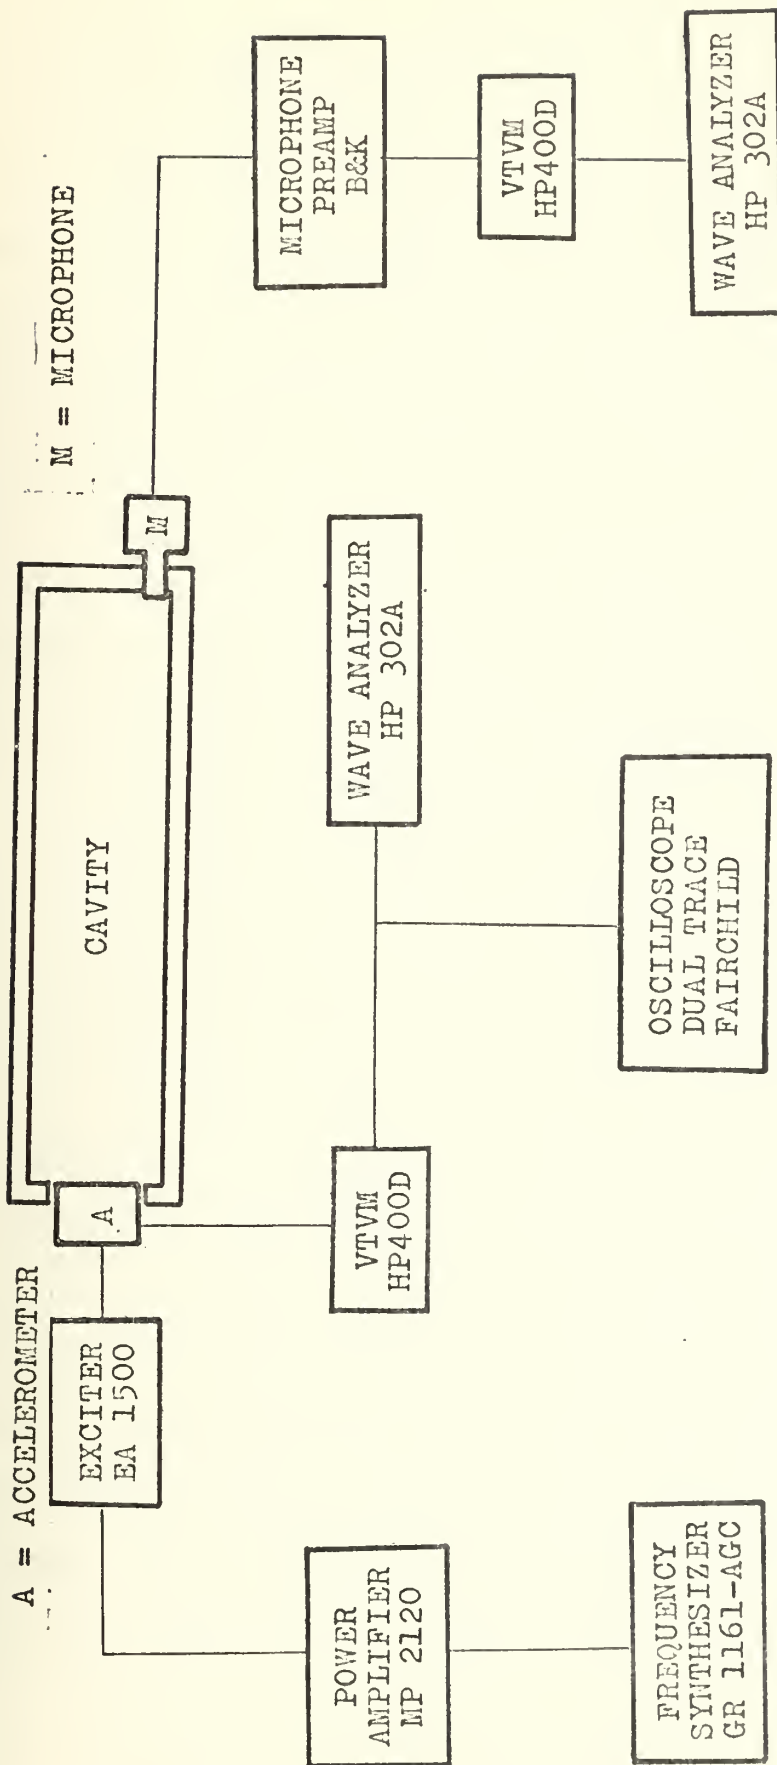 A = ACCELEROMETER
M = MICROPHONE
EXCITER
EA 1500
A
CAVITY
M
POWER
AMPLIFIER
MP 2120
FREQUENCY
SYNTHESIZER
GR 1161-AGC
VTVM
HP400D
WAVE ANALYZER
HP 302A
OSCILLOSCOPE
DUAL TRACE
FAIRCHILD
MICROPHONE
PREAMP
B&K
VTVM
HP400D
WAVE ANALYZER
HP 302A